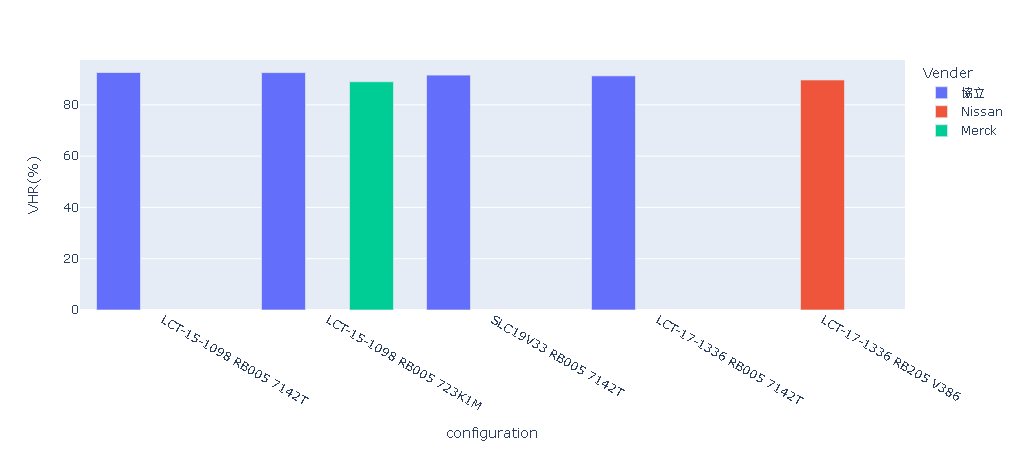 Vender
協立
Nissan
Merck
VHR(%)
80
60
40
20
0
LCT-15-1098 RB005 7142T
LCT-15-1098 RB005 723K1M
SLC19V33 RB005 7142T
LCT-17-1336 RB005 7142T
LCT-17-1336 RB205 V386
configuration